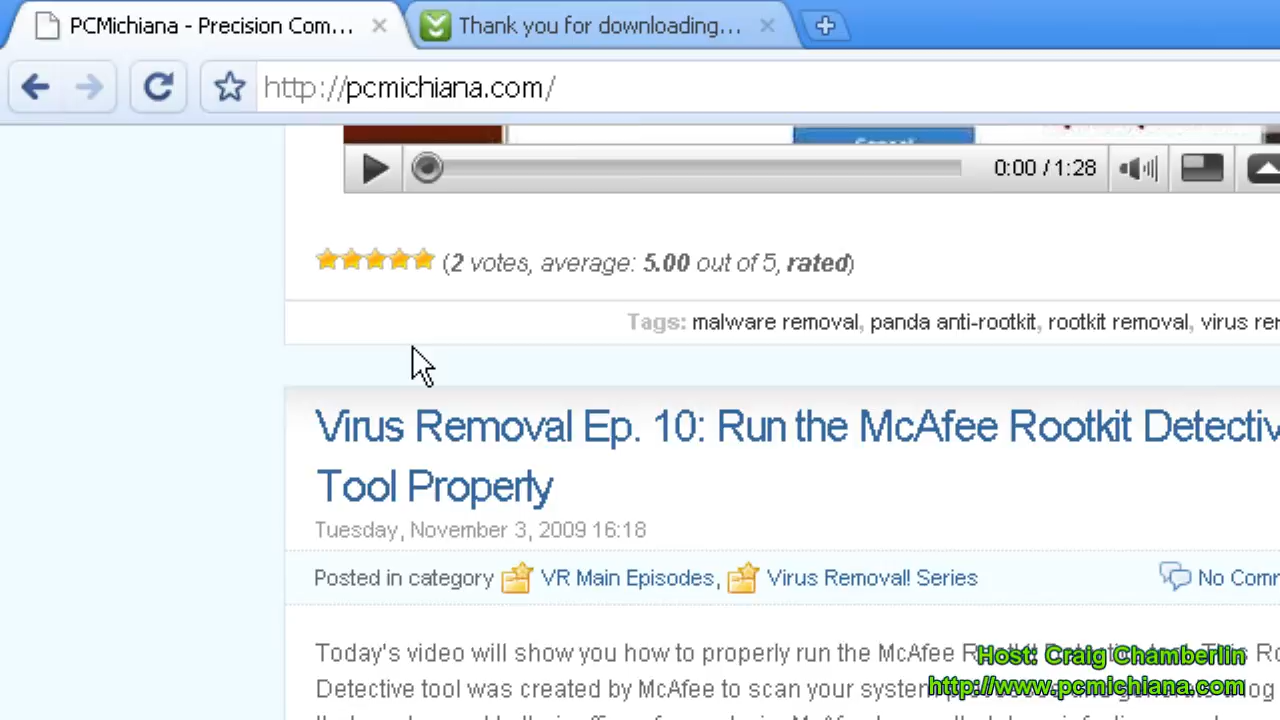 PCMichiana - Precision Com...
Thank you for downloading...
http://pcmichiana.com/
0:00 / 1:28
(2 votes, average: 5.00 out of 5, rated)
Tags: malware removal, panda anti-rootkit, rootkit removal, virus
Virus Removal Ep. 10: Run the McAfee Rootkit
Tool Properly
Tuesday, November 3, 2009 16:18
Posted in category VR Main Episodes, Virus Removal! Series
No
Today's video will show you how to properly run the McAfee
Detective tool was created by McAfee to scan your system
Host: Craig Chamberlin
http://www.pcmichiana.com